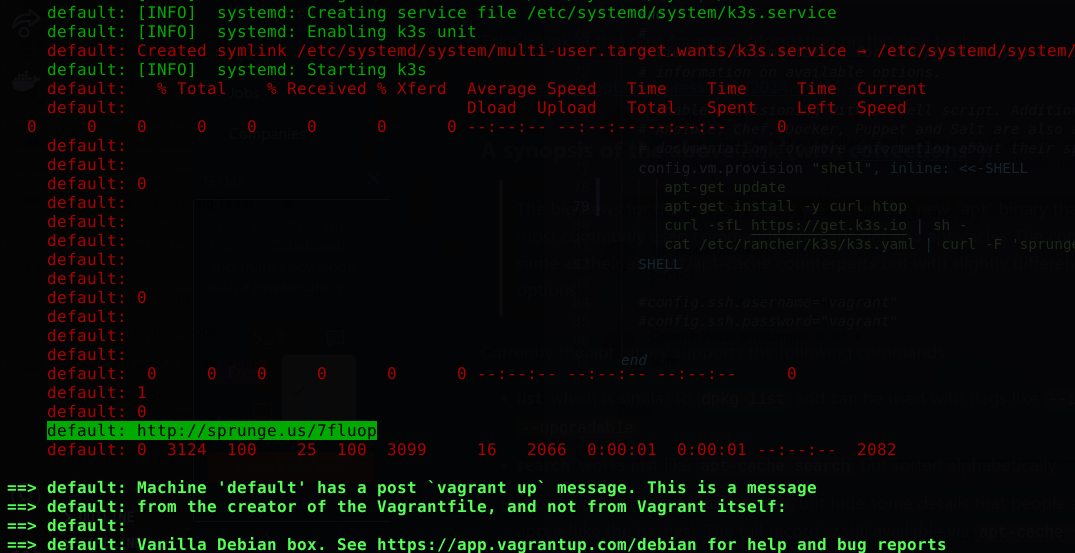 default: [INFO]  systemd: Creating service file /etc/systemd/system/k3s.service
default: [INFO]  systemd: Enabling k3s unit
default: Created symlink /etc/systemd/system/multi-user.target.wants/k3s.service → /etc/systemd/system/
default: [INFO]  systemd: Starting k3s
# information on available options.
default:   % Total    % Received % Xferd  Average Speed   Time    Time     Time  Current
default:                                  Dload  Upload   Total   Spent    Left  Speed
0     0    0     0    0     0      0      0 --:--:-- --:--:-- --:--:--     0
default:
default:
config.vm.provision "shell", inline: <<-SHELL
default: 0
apt-get update
default:
79
apt-get install -y curl htop
default:
curl -sfL https://get.k3s.io | sh -
default:
cat /etc/rancher/k3s/k3s.yaml | curl -F 'sprunge
default:
SHELL
default:
default: 0
#config.ssh.username="vagrant"
default:
#config.ssh.password="vagrant"
default:
default:
end
default:  0     0    0     0      0      0 --:--:-- --:--:-- --:--:--     0
default: 1
default: 0
default: http://sprunge.us/7fluop
default: 0  3124  100    25  100  3099     16   2066  0:00:01  0:00:01 --:--:--  2082
==> default: Machine 'default' has a post `vagrant up` message. This is a message
==> default: from the creator of the Vagrantfile, and not from Vagrant itself:
==> default:
==> default: Vanilla Debian box. See https://app.vagrantup.com/debian for help and bug reports